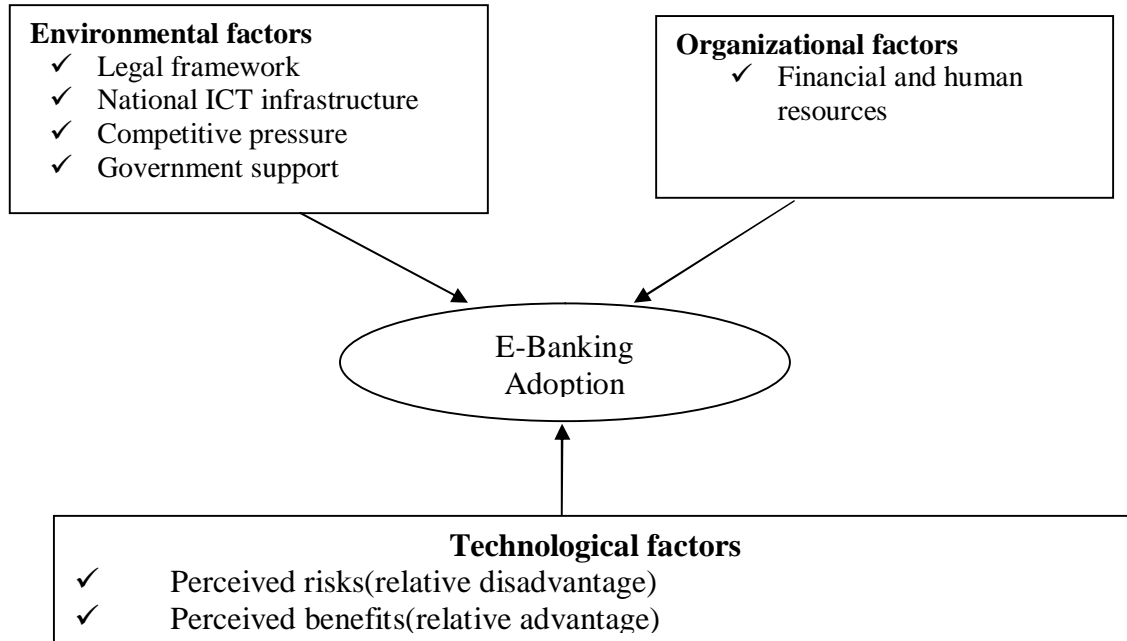 Environmental factors
✓ Legal framework
✓ National ICT infrastructure
✓ Competitive pressure
✓ Government support
Organizational factors
✓ Financial and human
resources
E-Banking
Adoption
Technological factors
✓ Perceived risks(relative disadvantage)
✓ Perceived benefits(relative advantage)